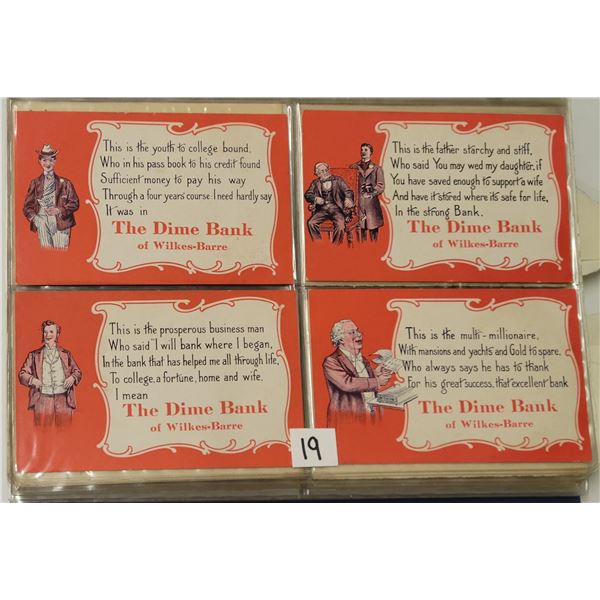 This is the youth to college bound,
Who in his pass book to his credit found
Sufficient money to pay his way
Through a four years' course. I need hardly say
It was in
The Dime Bank
of Wilkes-Barre
This is the father starchy and stiff,
Who said You may wed my daughter, if
You have saved enough to support a wife
And have it stored where its safe for life,
In the strong Bank.
The Dime Bank
of Wilkes-Barre
This is the prosperous business man
Who said "I will bank where I began,
In the bank that has helped me all through life,
To college, a fortune, home and wife,
I mean
The Dime Bank
of Wilkes-Barre
This is the multi-millionaire,
With mansions and yachts and Gold to spare,
Who always says he has to thank
For his great success, that excellent bank
The Dime Bank
of Wilkes-Barre
19